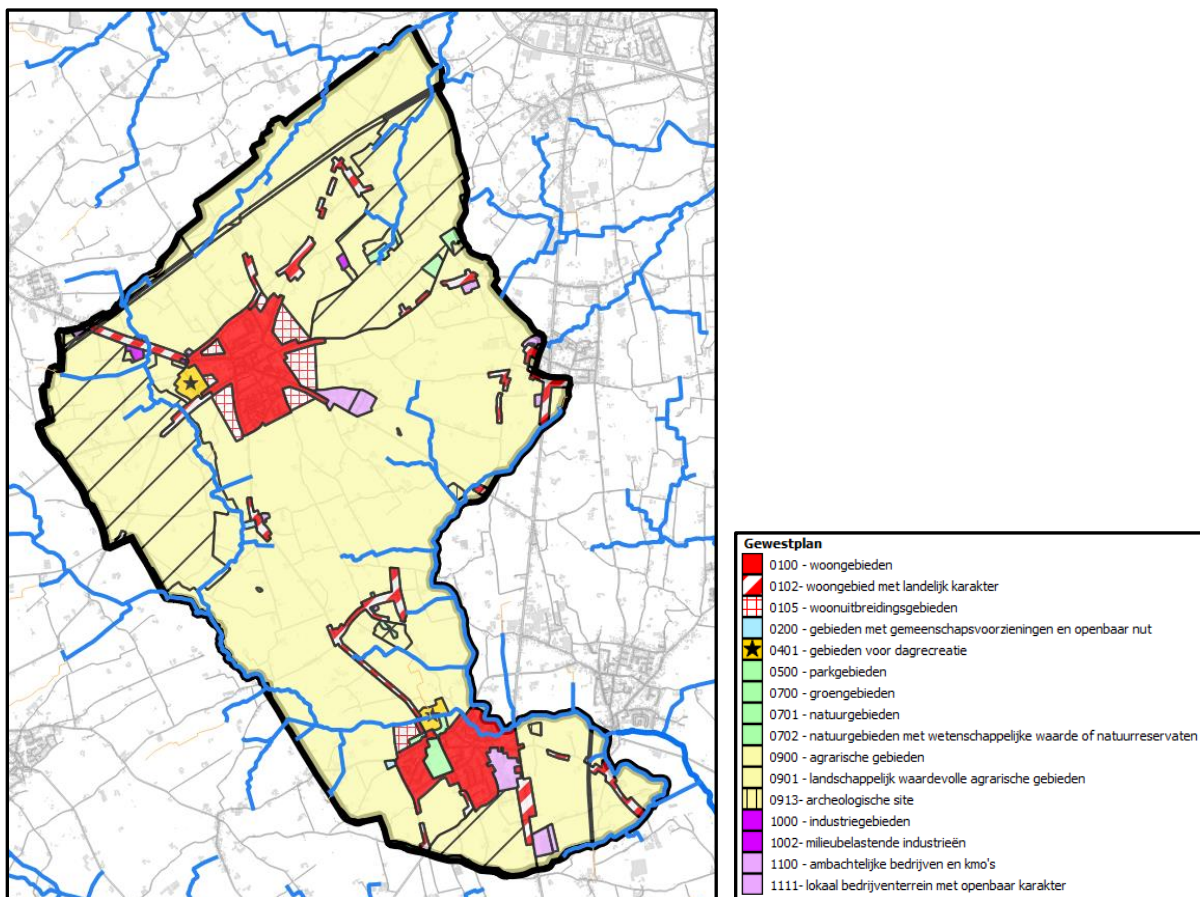 Gewestplan
0100 - woongebieden
0102- woongebied met landelijk karakter
0105 - woonuitbreidingsgebieden
0200 - gebieden met gemeenschapsvoorzieningen en openbaar nut
0401 - gebieden voor dagrecreatie
0500 - parkgebieden
0700 - groengebieden
0701 - natuurgebieden
0702 - natuurgebieden met wetenschappelijke waarde of natuurreservaten
0900 - agrarische gebieden
0901 - landschappelijk waardevolle agrarische gebieden
0913- archeologische site
1000 - industriegebieden
1002- milieubelastende industrieën
1100 - ambachtelijke bedrijven en kmo's
1111- lokaal bedrijventerrein met openbaar karakter